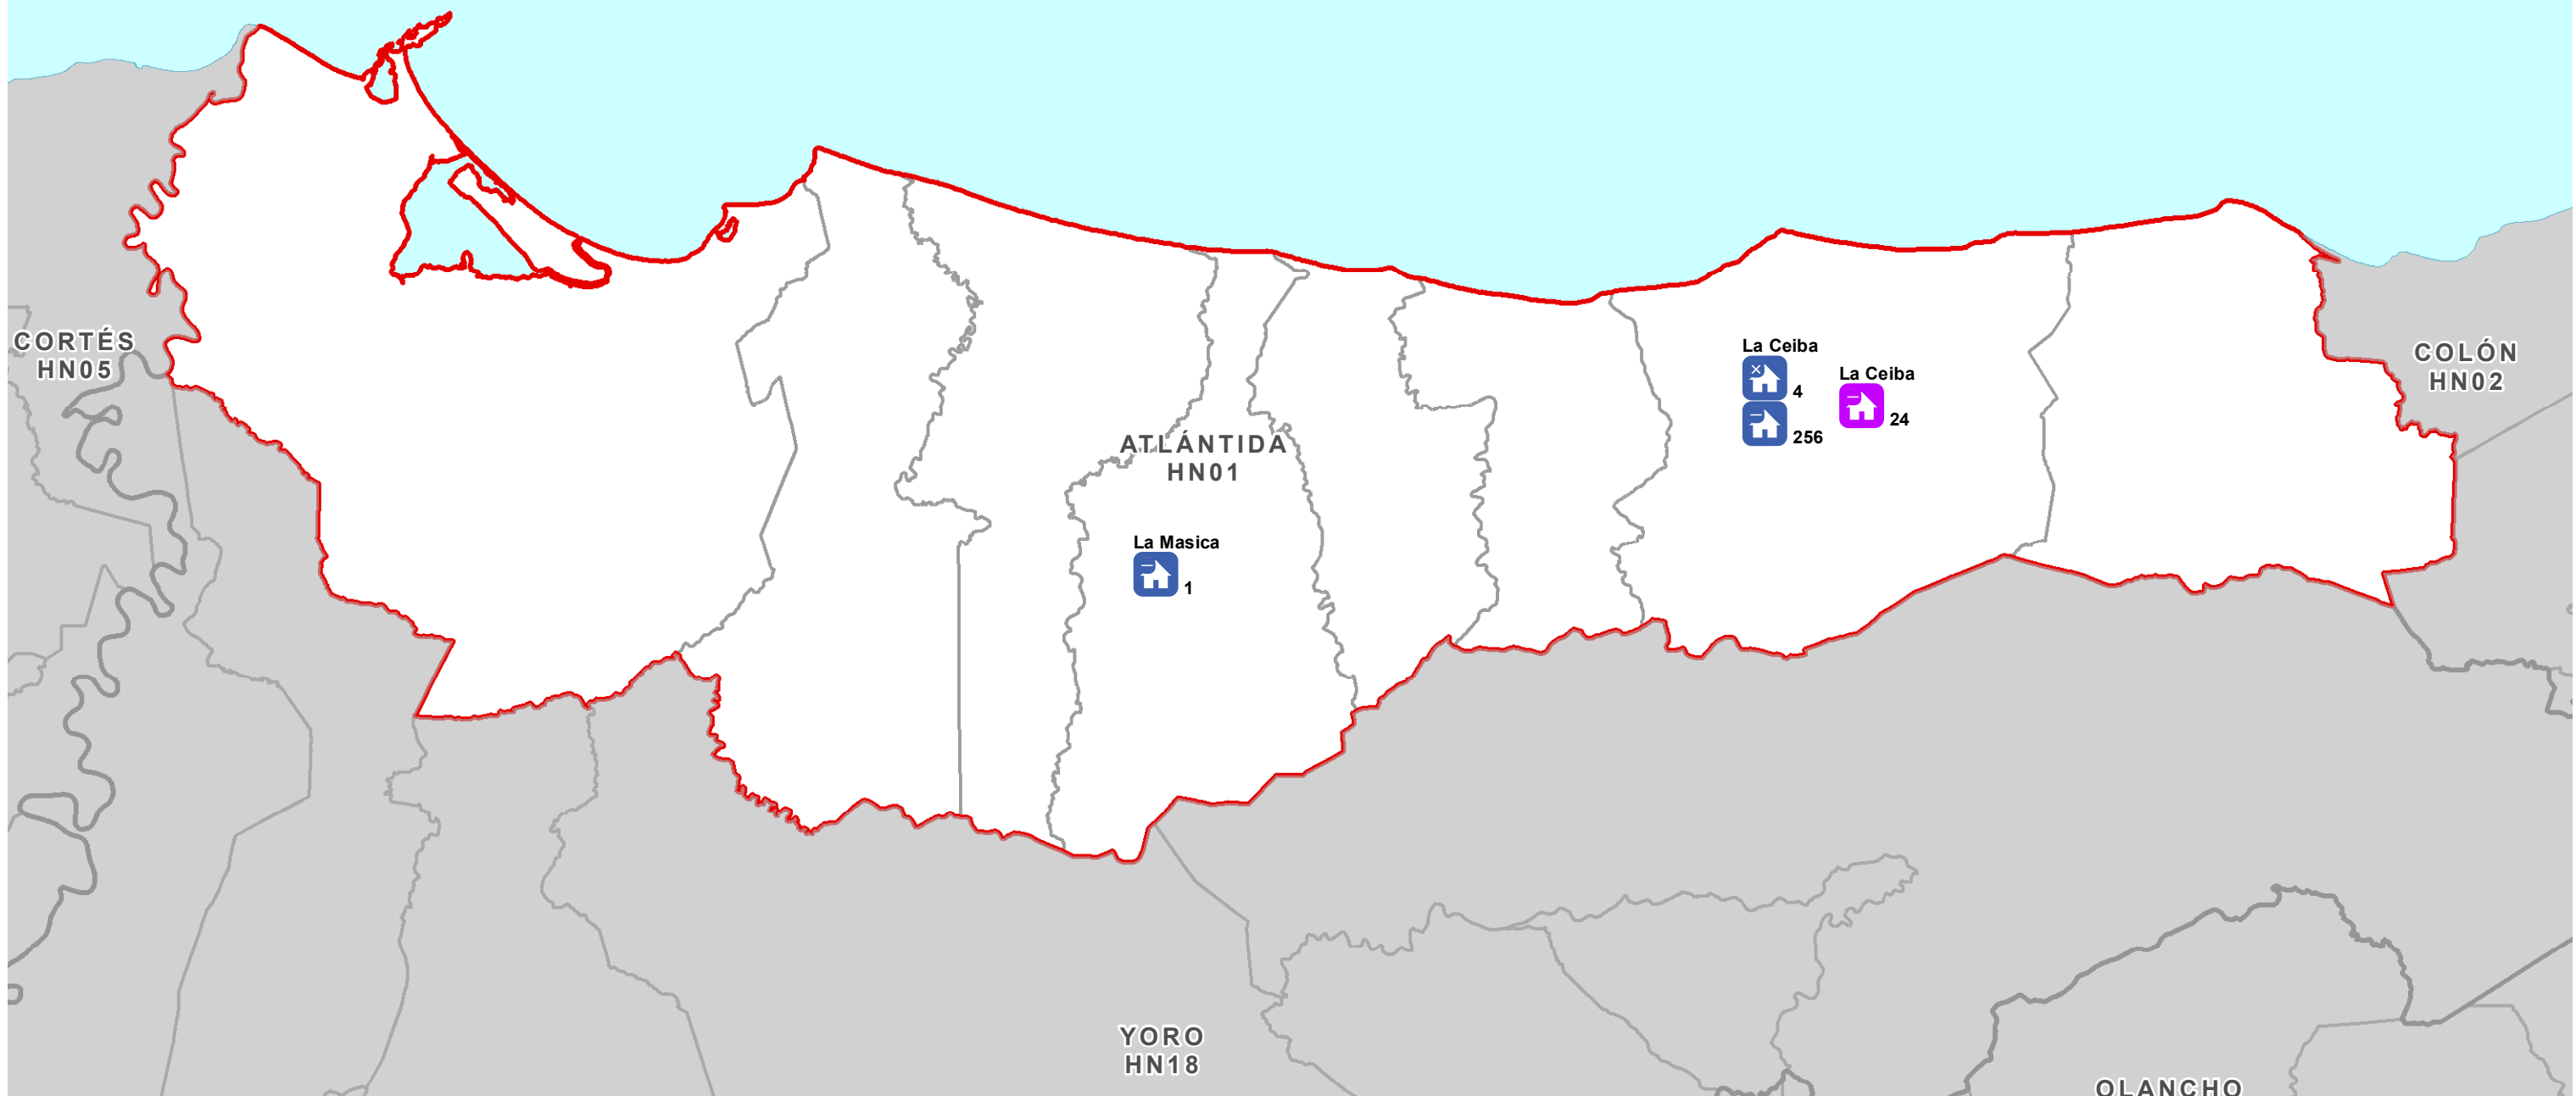 CORTÉS
HN05
La Ceiba
4
256
La Ceiba
24
COLÓN
HN02
ATLÁNTIDA
HN01
La Masica
1
YORO
HN18
OLANCHO